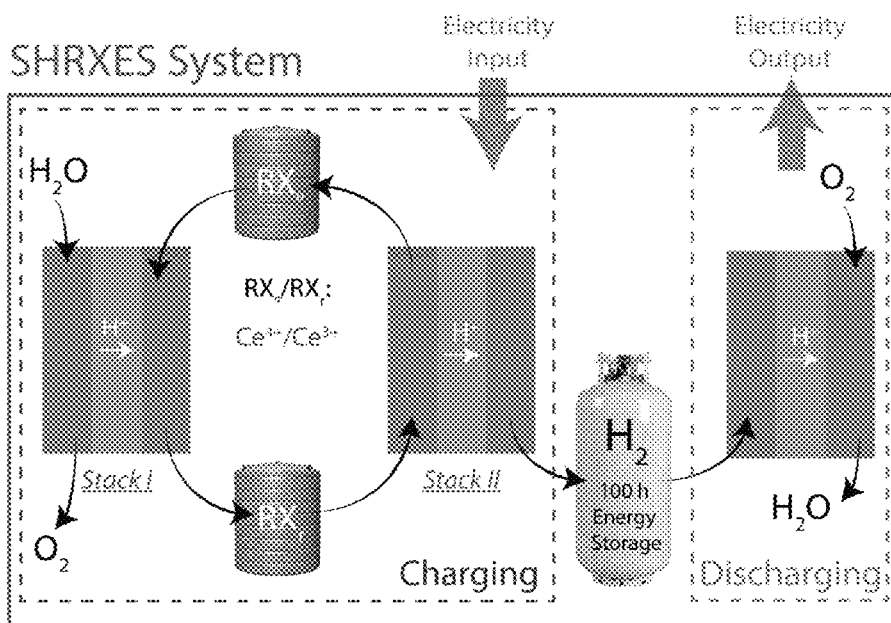 Electricity
Input
Electricity
Output
SHRXES System
H₂O
RXₒ
O₂
RXₒ/RXᵣ:
Ce⁴⁺/Ce³⁺
H⁺
H⁺
H⁺
H₂
100 h
Energy
Storage
Stack I
Stack II
RXᵣ
O₂
H₂O
Charging
Discharging